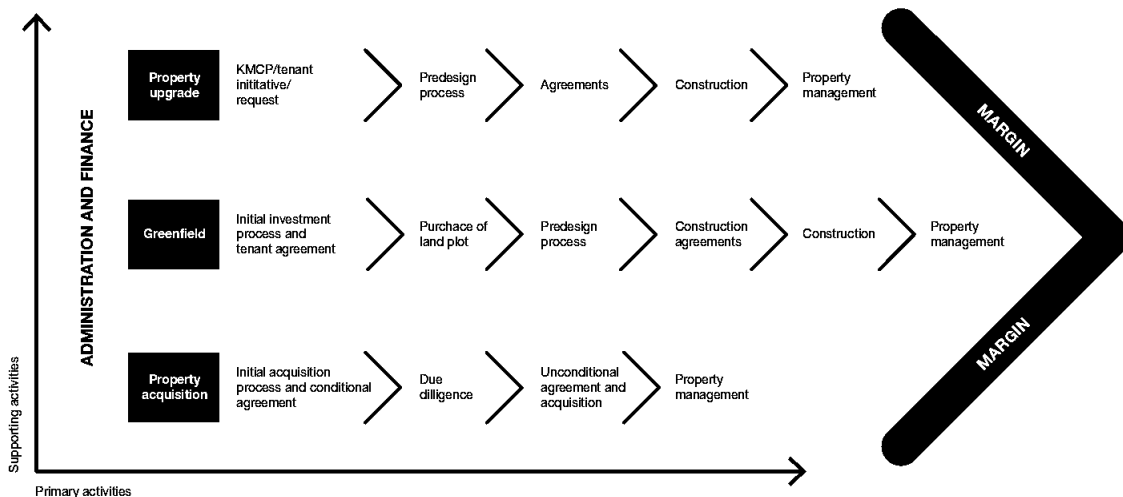 ADMINISTRATION AND FINANCE
Supporting activities
Property
upgrade
KMCP/tenant
inititative/
request
Predesign
process
Agreements
Construction
Property
management
Greenfield
Initial investment
process and
tenant agreement
Purchace of
land plot
Predesign
process
Construction
agreements
Construction
Property
management
Property
acquisition
Initial acquisition
process and conditional
agreement
Due
dilligence
Unconditional
agreement and
acquisition
Property
management
MARGIN
MARGIN
Primary activities